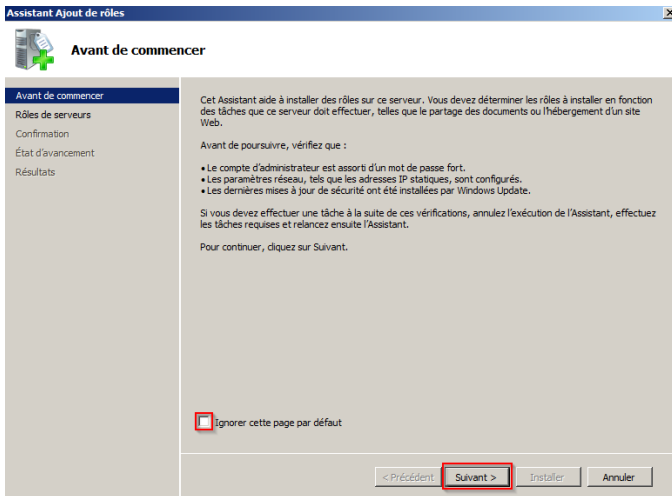 Assistant Ajout de rôles
Avant de commencer
Avant de commencer
Rôles de serveurs
Confirmation
État d'avancement
Résultats
Cet Assistant aide à installer des rôles sur ce serveur. Vous devez déterminer les rôles à installer en fonction
des tâches que ce serveur doit effectuer, telles que le partage des documents ou l'hébergement d'un site
Web.
Avant de poursuivre, vérifiez que :
• Le compte d'administrateur est assorti d'un mot de passe fort.
• Les paramètres réseau, tels que les adresses IP statiques, sont configurés.
• Les dernières mises à jour de sécurité ont été installées par Windows Update.
Si vous devez effectuer une tâche à la suite de ces vérifications, annulez l'exécution de l'Assistant, effectuez
les tâches requises et relancez ensuite l'Assistant.
Pour continuer, cliquez sur Suivant.
Ignorer cette page par défaut
< Précédent Suivant > Installer Annuler